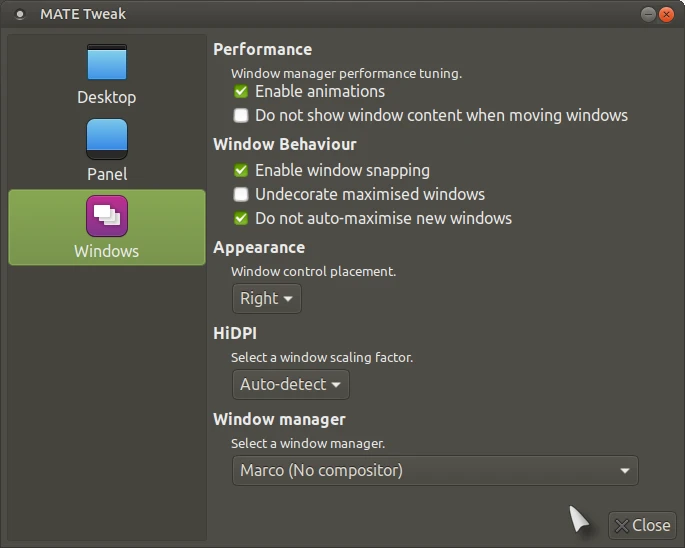 MATE Tweak
Desktop
Panel
Windows
Performance
Window manager performance tuning.
Enable animations
Do not show window content when moving windows
Window Behaviour
Enable window snapping
Undecorate maximised windows
Do not auto-maximise new windows
Appearance
Window control placement.
Right
HiDPI
Select a window scaling factor.
Auto-detect
Window manager
Select a window manager.
Marco (No compositor)
Close